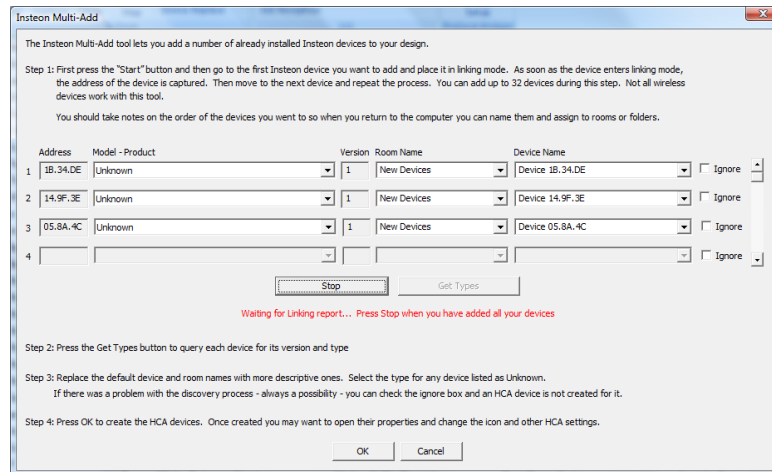 Insteon Multi-Add
The Insteon Multi-Add tool lets you add a number of already installed Insteon devices to your design.
Step 1: First press the "Start" button and then go to the first Insteon device you want to add and place it in linking mode. As soon as the device enters linking mode,
the address of the device is captured. Then move to the next device and repeat the process. You can add up to 32 devices during this step. Not all wireless
devices work with this tool.
You should take notes on the order of the devices you went to so when you return to the computer you can name them and assign to rooms or folders.
Address Model - Product Version Room Name Device Name
1 1B.34.DE Unknown 1 New Devices Device 1B.34.DE Ignore
2 14.9F.3E Unknown 1 New Devices Device 14.9F.3E Ignore
3 05.8A.4C Unknown 1 New Devices Device 05.8A.4C Ignore
4 Ignore
Stop Get Types
Waiting for Linking report... Press Stop when you have added all your devices
Step 2: Press the Get Types button to query each device for its version and type
Step 3: Replace the default device and room names with more descriptive ones. Select the type for any device listed as Unknown.
If there was a problem with the discovery process - always a possibility - you can check the ignore box and an HCA device is not created for it.
Step 4: Press OK to create the HCA devices. Once created you may want to open their properties and change the icon and other HCA settings.
OK Cancel